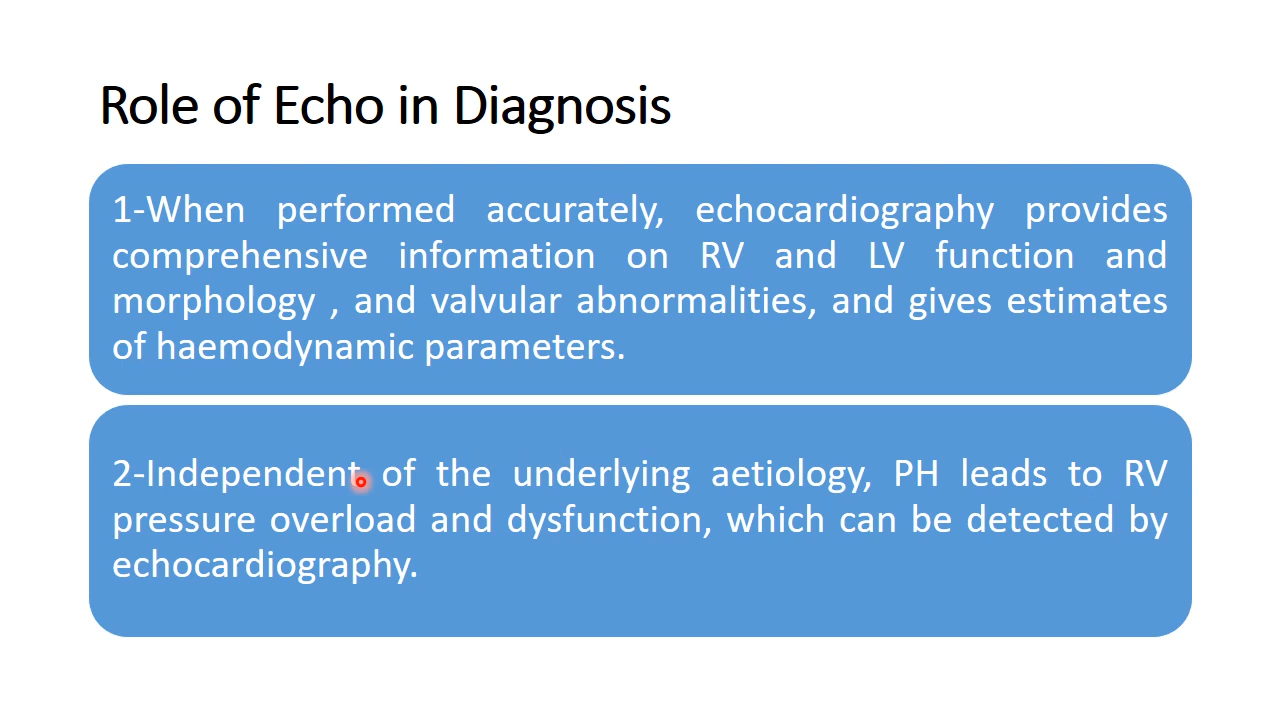 Role of Echo in Diagnosis
1-When performed accurately, echocardiography provides
comprehensive information on RV and LV function and
morphology , and valvular abnormalities, and gives estimates
of haemodynamic parameters.
2-Independent of the underlying aetiology, PH leads to RV
pressure overload and dysfunction, which can be detected by
echocardiography.